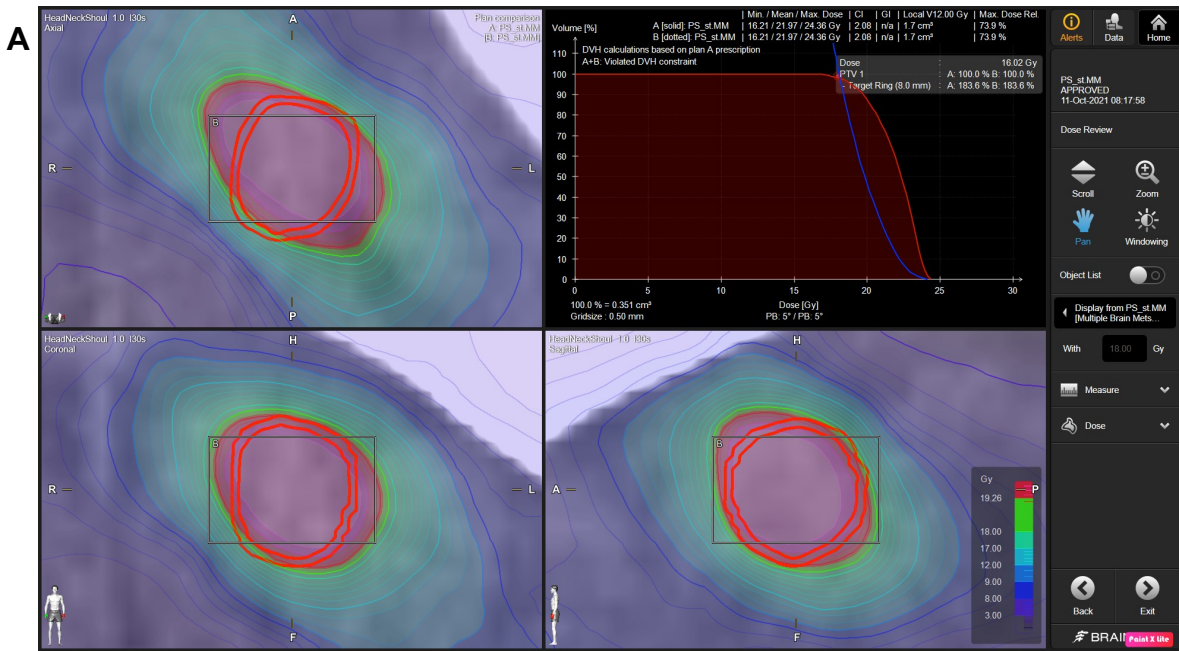 A
HeadNeckShoul 1.0 I30s
Axial
Plan comparison
A: PS_st.MM
[B: PS_st.MM]
A
B
R
L
P
Volume [%]
| Min. / Mean / Max. Dose | CI | GI | Local V12.00 Gy | Max. Dose Rel.
A [solid]: PS_st.MM | 16.21 / 21.97 / 24.36 Gy | 2.08 | n/a | 1.7 cm³ | 73.9 %
B [dotted]: PS_st.MM | 16.21 / 21.97 / 24.36 Gy | 2.08 | n/a | 1.7 cm³ | 73.9 %
DVH calculations based on plan A prescription
A+B: Violated DVH constraint
Dose : 16.02 Gy
PTV 1 : A: 100.0 % B: 100.0 %
- Target Ring (8.0 mm) : A: 183.6 % B: 183.6 %
110
100
90
80
70
60
50
40
30
20
10
0
0 5 10 15 20 25 30
100.0 % = 0.351 cm³
Dose [Gy]
Gridsize : 0.50 mm
PB: 5° / PB: 5°
HeadNeckShoul 1.0 I30s
Coronal
H
B
R
L
F
HeadNeckShoul 1.0 I30s
Sagittal
H
B
A
P
F
Gy
19.26
18.00
17.00
12.00
9.00
8.00
3.00
Alerts
Data
Home
PS_st.MM
APPROVED
11-Oct-2021 08:17:58
Dose Review
Scroll
Zoom
Pan
Windowing
Object List
Display from PS_st.MM
[Multiple Brain Mets...
With 18.00 Gy
Measure
Dose
Back
Exit
BRAI
Paint X Lite